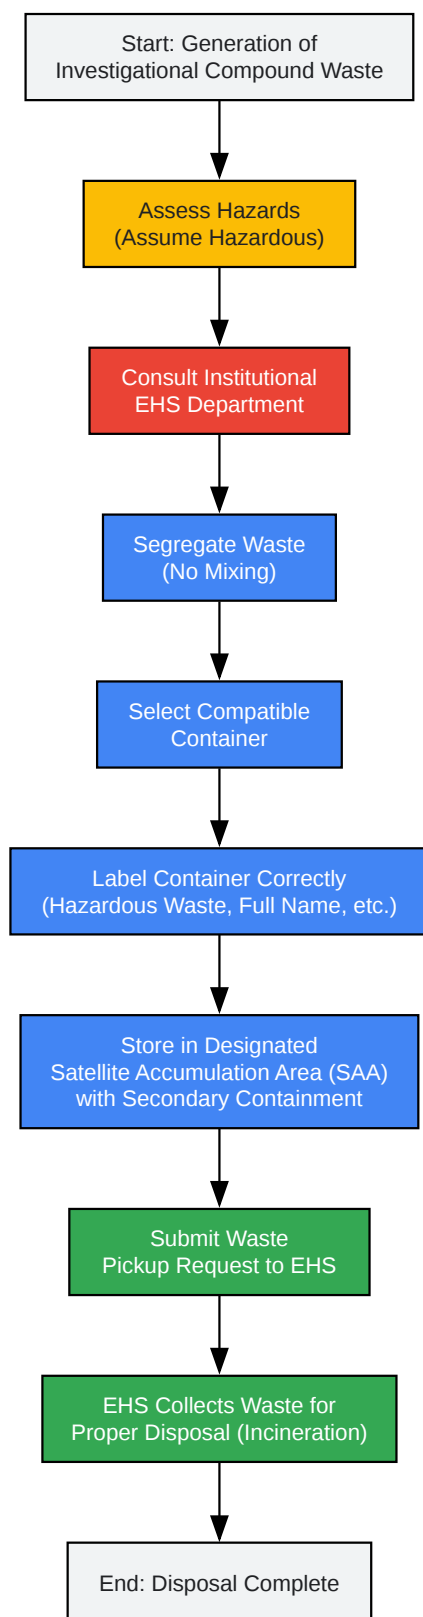 Start: Generation of
Investigational Compound Waste
Assess Hazards
(Assume Hazardous)
Consult Institutional
EHS Department
Segregate Waste
(No Mixing)
Select Compatible
Container
Label Container Correctly
(Hazardous Waste, Full Name, etc.)
Store in Designated
Satellite Accumulation Area (SAA)
with Secondary Containment
Submit Waste
Pickup Request to EHS
EHS Collects Waste for
Proper Disposal (Incineration)
End: Disposal Complete